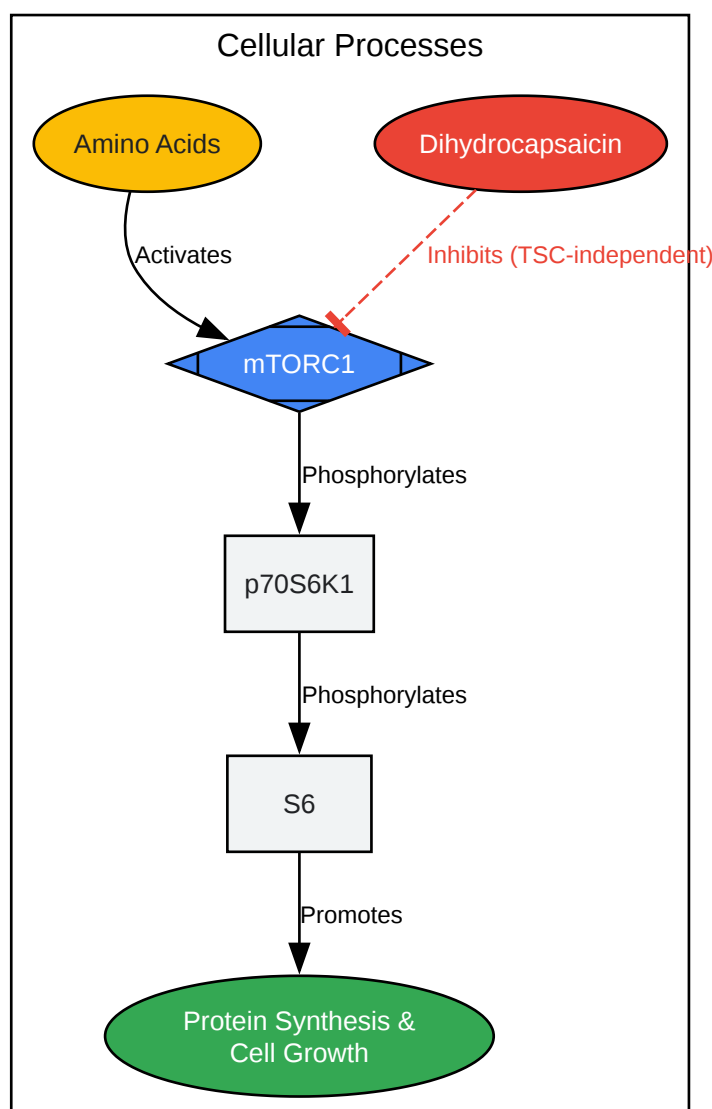 Cellular Processes
Amino Acids
Dihydrocapsaicin
Activates
Inhibits (TSC-independent)
mTORC1
Phosphorylates
p70S6K1
Phosphorylates
S6
Promotes
Protein Synthesis &
Cell Growth